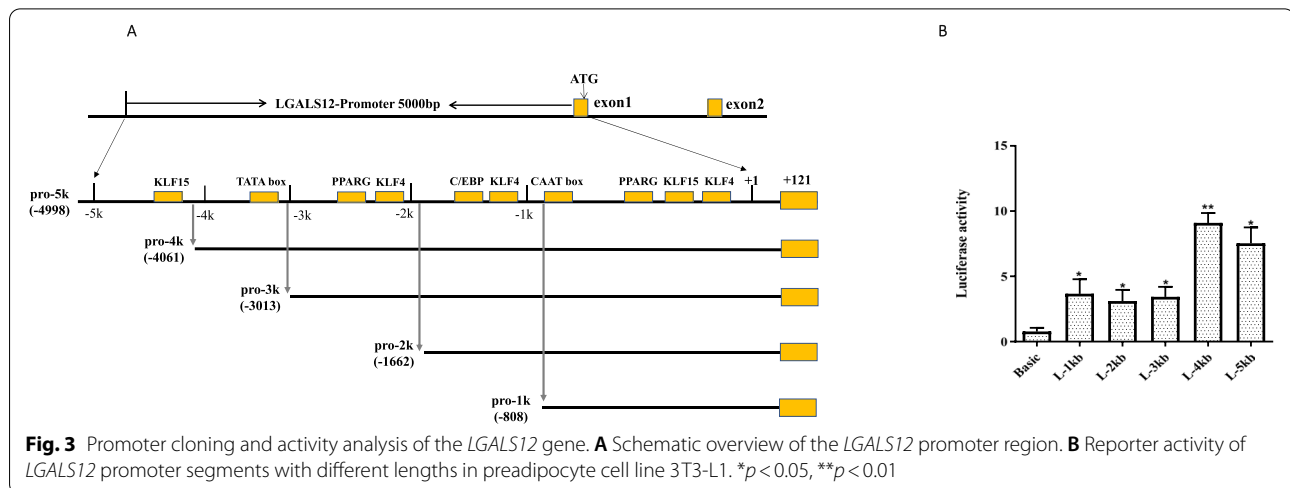 A
B
ATG
LGALS12-Promoter 5000bp
exon1
exon2
KLF15
TATA box
PPARG
KLF4
C/EBP
KLF4
CAAT box
PPARG
KLF15
KLF4
+1
+121
pro-5k
(-4998)
-5k
-4k
-3k
-2k
-1k
pro-4k
(-4061)
pro-3k
(-3013)
pro-2k
(-1662)
pro-1k
(-808)
Luciferase activity
15
10
5
0
*
*
*
**
*
Basic
L-1kb
L-2kb
L-3kb
L-4kb
L-5kb
Fig. 3 Promoter cloning and activity analysis of the LGALS12 gene. A Schematic overview of the LGALS12 promoter region. B Reporter activity of
LGALS12 promoter segments with different lengths in preadipocyte cell line 3T3-L1. *p < 0.05, **p < 0.01